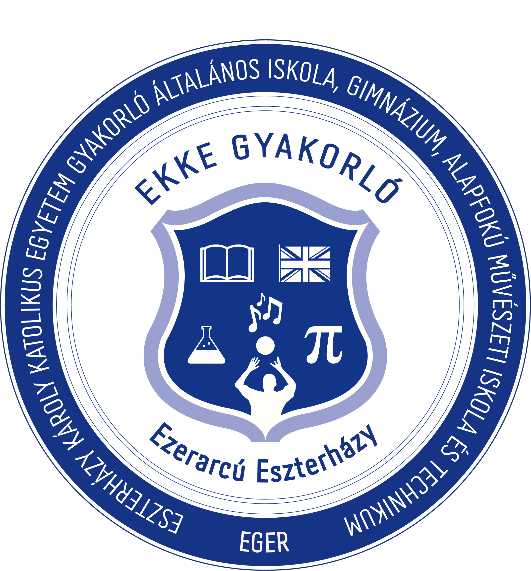 ESZTERHÁZY KÁROLY KATOLIKUS EGYETEM GYAKORLÓ ÁLTALÁNOS ISKOLA, GIMNÁZIUM, ALAPFOKÚ MŰVÉSZETI ISKOLA ÉS TECHNIKUM
EKKE GYAKORLÓ
π
Ezerarcú Eszterházy
EGER